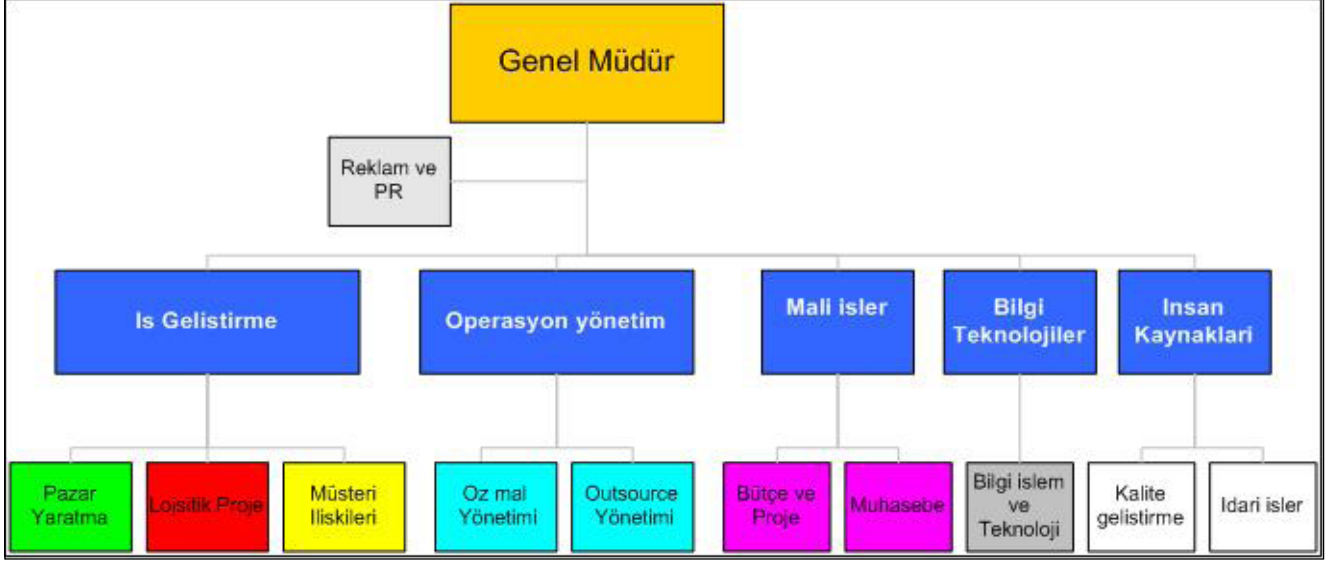 Genel Müdür
Reklam ve
PR
Is Gelistirme
Operasyon yönetim
Mali isler
Bilgi
Teknolojiler
Insan
Kaynaklari
Pazar
Yaratma
Lojsitik Proje
Müsteri
Iliskileri
Oz mal
Yönetimi
Outsource
Yönetimi
Bütçe ve
Proje
Muhasebe
Bilgi islem
ve
Teknoloji
Kalite
gelistirme
Idari isler